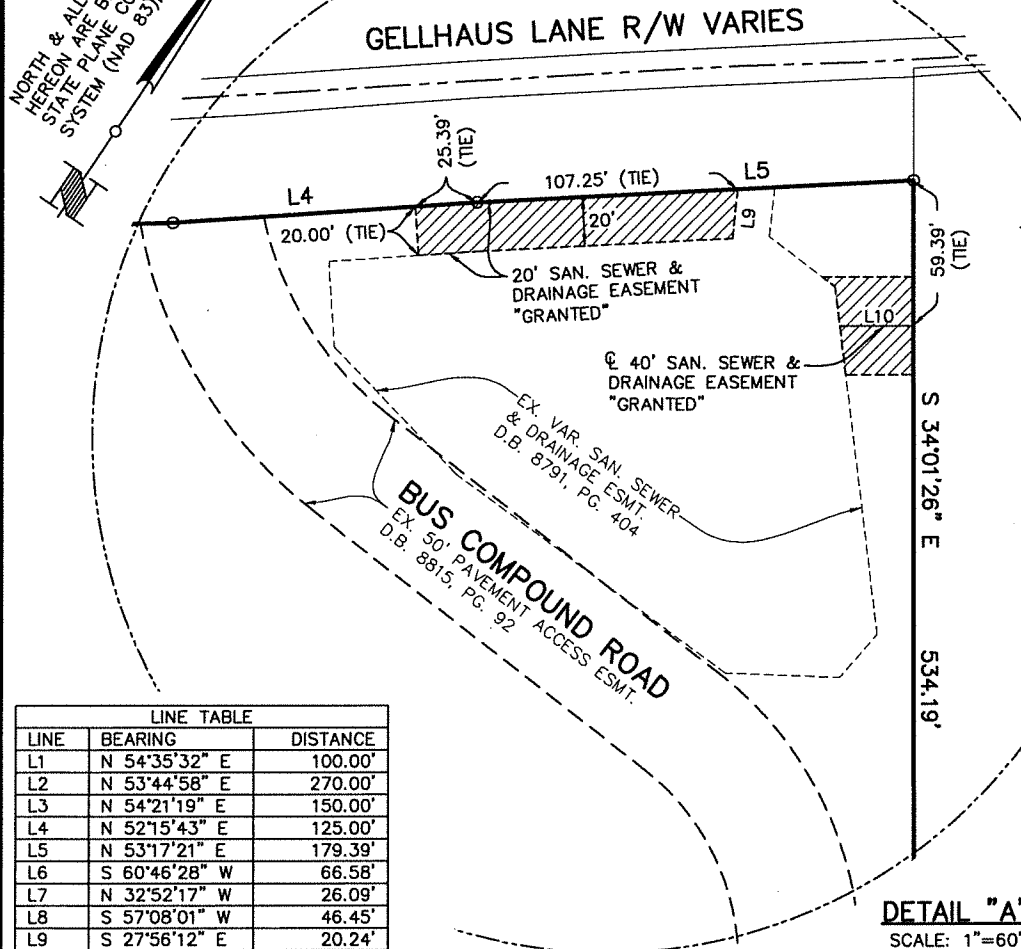 NORTH & ALL
HEREON ARE B
STATE PLANE CO
SYSTEM (NAD 83)
GELLHAUS LANE R/W VARIES
25.39'
(TIE)
L4
107.25' (TIE)
L5
20.00' (TIE)
20'
L9
59.39'
(TIE)
20' SAN. SEWER &
DRAINAGE EASEMENT
"GRANTED"
L10
℄ 40' SAN. SEWER &
DRAINAGE EASEMENT
"GRANTED"
EX. VAR. SAN. SEWER
& DRAINAGE ESMT.
D.B. 8791, PG. 404
S 34°01'26" E
534.19'
BUS COMPOUND ROAD
EX. 50' PAVEMENT ACCESS ESMT.
D.B. 8815, PG. 92
LINE TABLE
LINE BEARING DISTANCE
L1 N 54°35'32" E 100.00'
L2 N 53°44'58" E 270.00'
L3 N 54°21'19" E 150.00'
L4 N 52°15'43" E 125.00'
L5 N 53°17'21" E 179.39'
L6 S 60°46'28" W 66.58'
L7 N 32°52'17" W 26.09'
L8 S 57°08'01" W 46.45'
L9 S 27°56'12" E 20.24'
DETAIL "A"
SCALE: 1"=60'